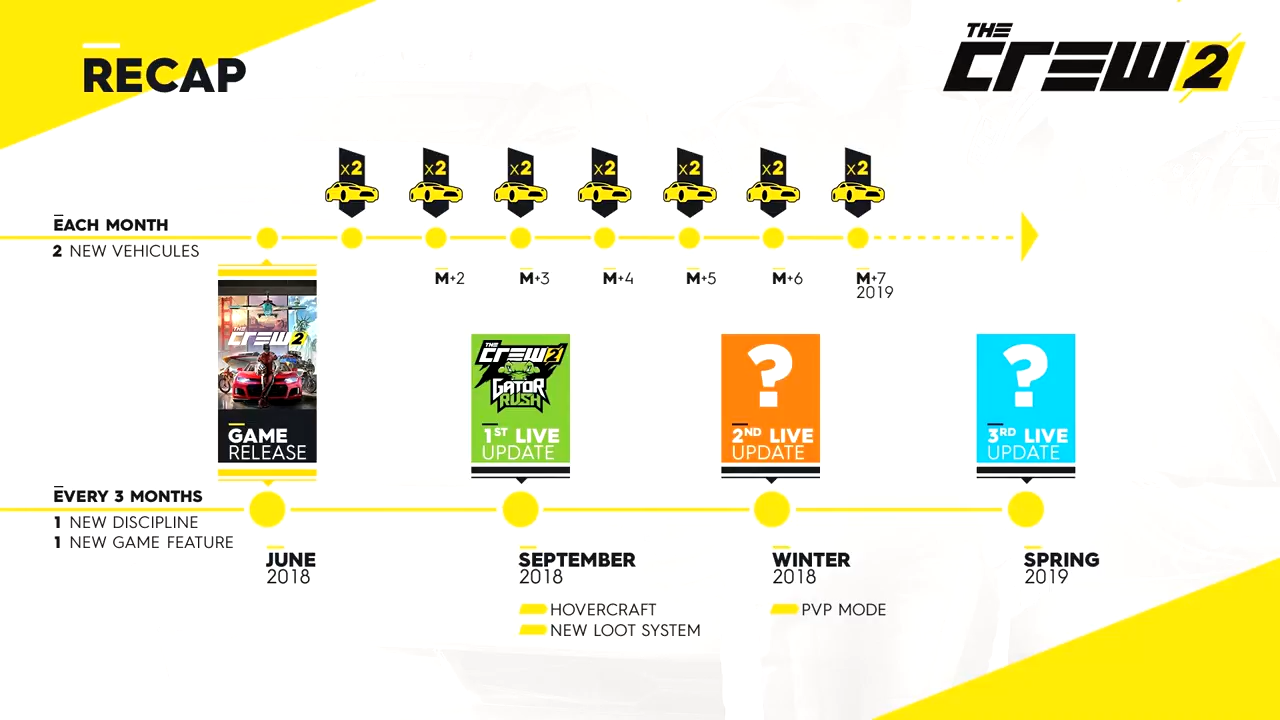 RECAP
THE CREW 2
x2 x2 x2 x2 x2 x2 x2
EACH MONTH
2 NEW VEHICULES
M+2 M+3 M+4 M+5 M+6 M+7
2019
THE CREW 2
GAME
RELEASE
THE CREW 2
GATOR
RUSH
1ST LIVE
UPDATE
?
2ND LIVE
UPDATE
?
3RD LIVE
UPDATE
EVERY 3 MONTHS
1 NEW DISCIPLINE
1 NEW GAME FEATURE
JUNE
2018
SEPTEMBER
2018
HOVERCRAFT
NEW LOOT SYSTEM
WINTER
2018
PVP MODE
SPRING
2019